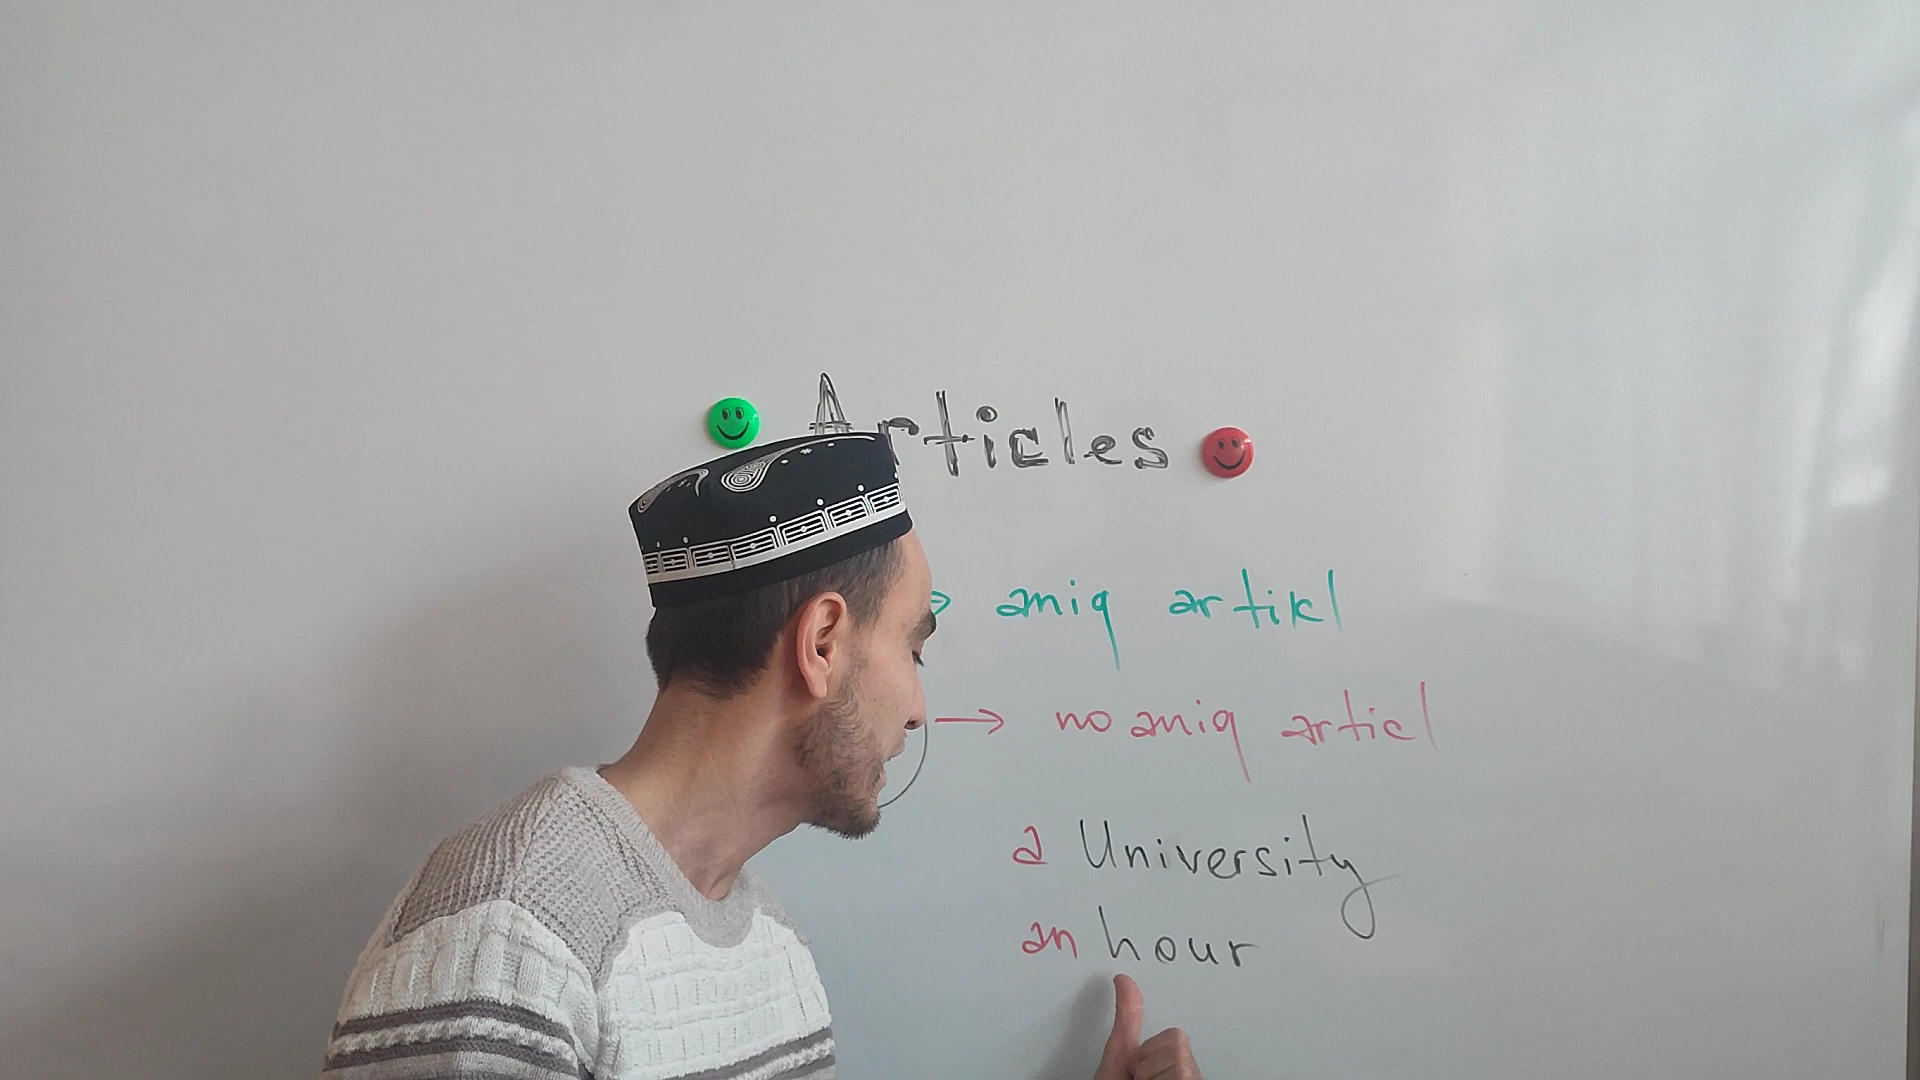 Articles
→ aniq artikl
→ no aniq articl
a University
an hour